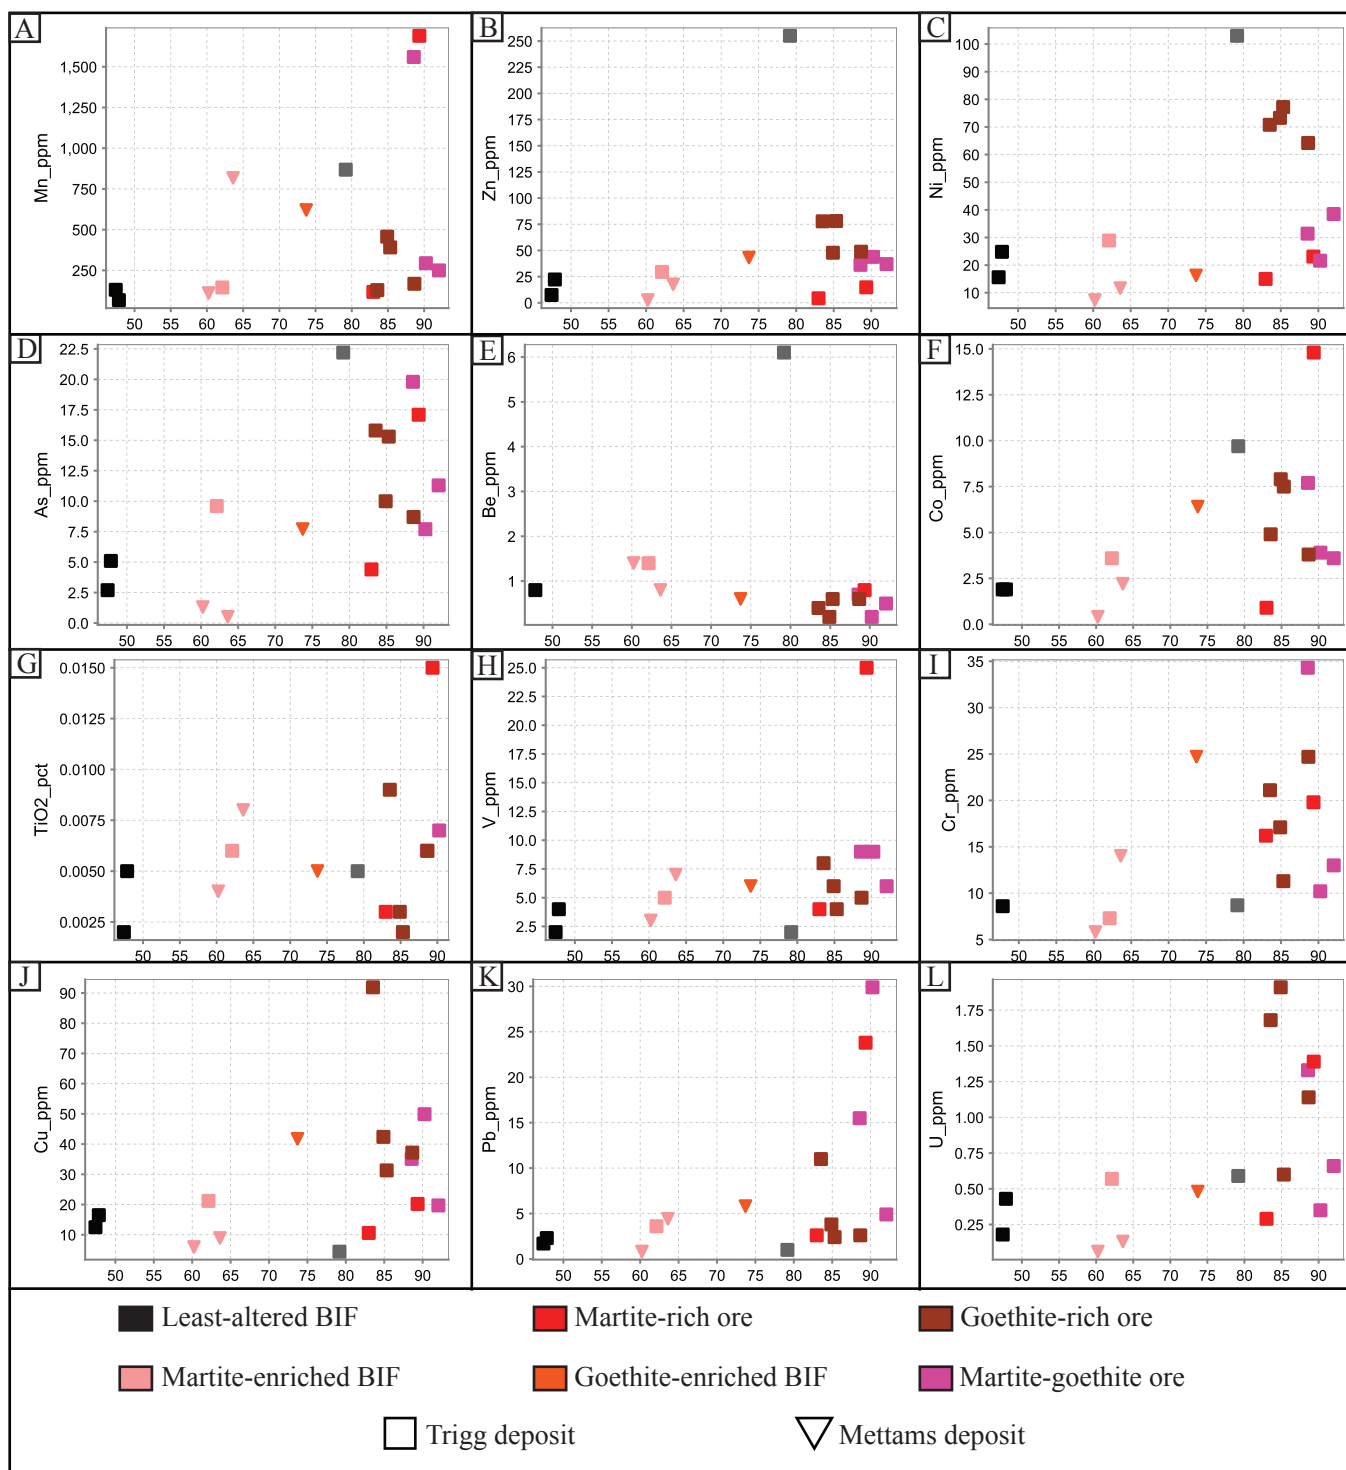 A
Mn_ppm
1,500
1,250
1,000
750
500
250
50 55 60 65 70 75 80 85 90
B
Zn_ppm
250
225
200
175
150
125
100
75
50
25
0
50 55 60 65 70 75 80 85 90
C
Ni_ppm
100
90
80
70
60
50
40
30
20
10
50 55 60 65 70 75 80 85 90
D
As_ppm
22.5
20.0
17.5
15.0
12.5
10.0
7.5
5.0
2.5
0.0
50 55 60 65 70 75 80 85 90
E
Be_ppm
6
5
4
3
2
1
50 55 60 65 70 75 80 85 90
F
Co_ppm
15.0
12.5
10.0
7.5
5.0
2.5
0.0
50 55 60 65 70 75 80 85 90
G
TiO2_pct
0.0150
0.0125
0.0100
0.0075
0.0050
0.0025
50 55 60 65 70 75 80 85 90
H
V_ppm
25.0
22.5
20.0
17.5
15.0
12.5
10.0
7.5
5.0
2.5
50 55 60 65 70 75 80 85 90
I
Cr_ppm
35
30
25
20
15
10
5
50 55 60 65 70 75 80 85 90
J
Cu_ppm
90
80
70
60
50
40
30
20
10
50 55 60 65 70 75 80 85 90
K
Pb_ppm
30
25
20
15
10
5
0
50 55 60 65 70 75 80 85 90
L
U_ppm
1.75
1.50
1.25
1.00
0.75
0.50
0.25
50 55 60 65 70 75 80 85 90
Least-altered BIF
Martite-rich ore
Goethite-rich ore
Martite-enriched BIF
Goethite-enriched BIF
Martite-goethite ore
Trigg deposit
Mettams deposit